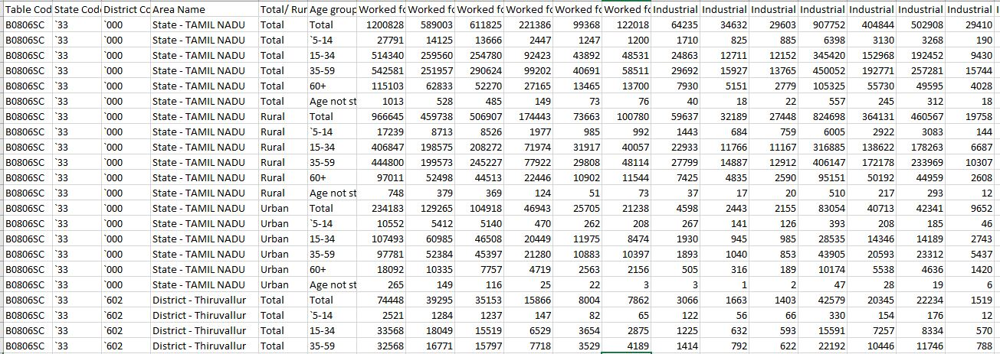 Table Cod State Code District Co Area Name Total/ Rur Age group Worked fo Worked fo Worked fo Worked fo Worked fo Worked fo Industrial Industrial Industrial Industrial Industrial Industrial Industrial I
B0806SC `33 `000 State - TAMIL NADU Total Total 1200828 589003 611825 221386 99368 122018 64235 34632 29603 907752 404844 502908 29410
B0806SC `33 `000 State - TAMIL NADU Total `5-14 27791 14125 13666 2447 1247 1200 1710 825 885 6398 3130 3268 190
B0806SC `33 `000 State - TAMIL NADU Total 15-34 514340 259560 254780 92423 43892 48531 24863 12711 12152 345420 152968 192452 9430
B0806SC `33 `000 State - TAMIL NADU Total 35-59 542581 251957 290624 99202 40691 58511 29692 15927 13765 450052 192771 257281 15744
B0806SC `33 `000 State - TAMIL NADU Total 60+ 115103 62833 52270 27165 13465 13700 7930 5151 2779 105325 55730 49595 4028
B0806SC `33 `000 State - TAMIL NADU Total Age not st 1013 528 485 149 73 76 40 18 22 557 245 312 18
B0806SC `33 `000 State - TAMIL NADU Rural Total 966645 459738 506907 174443 73663 100780 59637 32189 27448 824698 364131 460567 19758
B0806SC `33 `000 State - TAMIL NADU Rural `5-14 17239 8713 8526 1977 985 992 1443 684 759 6005 2922 3083 144
B0806SC `33 `000 State - TAMIL NADU Rural 15-34 406847 198575 208272 71974 31917 40057 22933 11766 11167 316885 138622 178263 6687
B0806SC `33 `000 State - TAMIL NADU Rural 35-59 444800 199573 245227 77922 29808 48114 27799 14887 12912 406147 172178 233969 10307
B0806SC `33 `000 State - TAMIL NADU Rural 60+ 97011 52498 44513 22446 10902 11544 7425 4835 2590 95151 50192 44959 2608
B0806SC `33 `000 State - TAMIL NADU Rural Age not st 748 379 369 124 51 73 37 17 20 510 217 293 12
B0806SC `33 `000 State - TAMIL NADU Urban Total 234183 129265 104918 46943 25705 21238 4598 2443 2155 83054 40713 42341 9652
B0806SC `33 `000 State - TAMIL NADU Urban `5-14 10552 5412 5140 470 262 208 267 141 126 393 208 185 46
B0806SC `33 `000 State - TAMIL NADU Urban 15-34 107493 60985 46508 20449 11975 8474 1930 945 985 28535 14346 14189 2743
B0806SC `33 `000 State - TAMIL NADU Urban 35-59 97781 52384 45397 21280 10883 10397 1893 1040 853 43905 20593 23312 5437
B0806SC `33 `000 State - TAMIL NADU Urban 60+ 18092 10335 7757 4719 2563 2156 505 316 189 10174 5538 4636 1420
B0806SC `33 `000 State - TAMIL NADU Urban Age not st 265 149 116 25 22 3 3 1 2 47 28 19 6
B0806SC `33 `602 District - Thiruvallur Total Total 74448 39295 35153 15866 8004 7862 3066 1663 1403 42579 20345 22234 1519
B0806SC `33 `602 District - Thiruvallur Total `5-14 2521 1284 1237 147 82 65 122 56 66 330 154 176 12
B0806SC `33 `602 District - Thiruvallur Total 15-34 33568 18049 15519 6529 3654 2875 1225 632 593 15591 7257 8334 570
B0806SC `33 `602 District - Thiruvallur Total 35-59 32568 16771 15797 7718 3529 4189 1414 792 622 22192 10446 11746 788